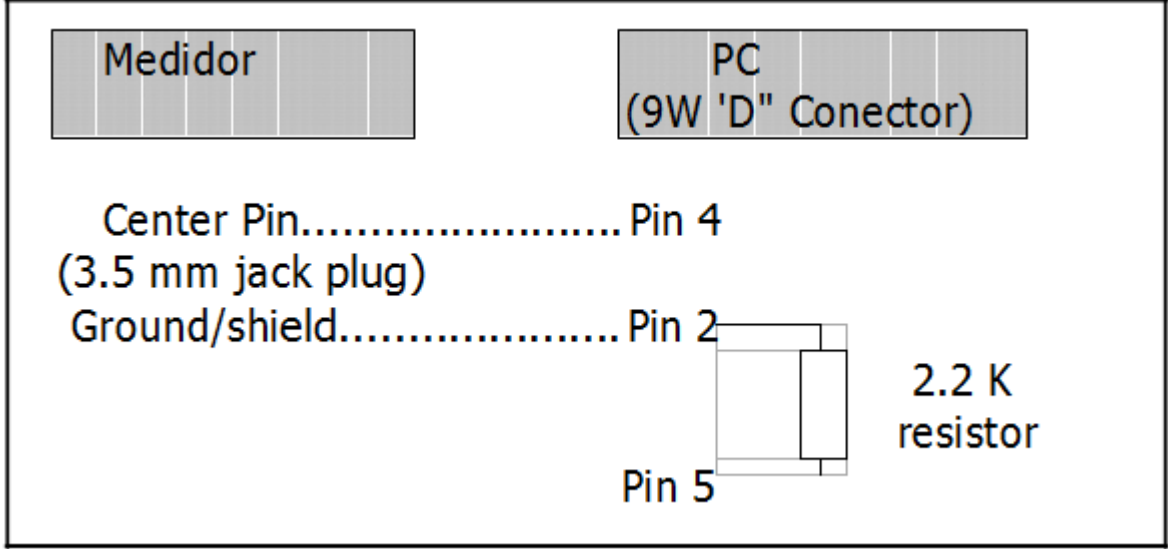 Medidor
PC
(9W 'D" Conector)
Center Pin........................ Pin 4
(3.5 mm jack plug)
Ground/shield..................... Pin 2
2.2 K
resistor
Pin 5